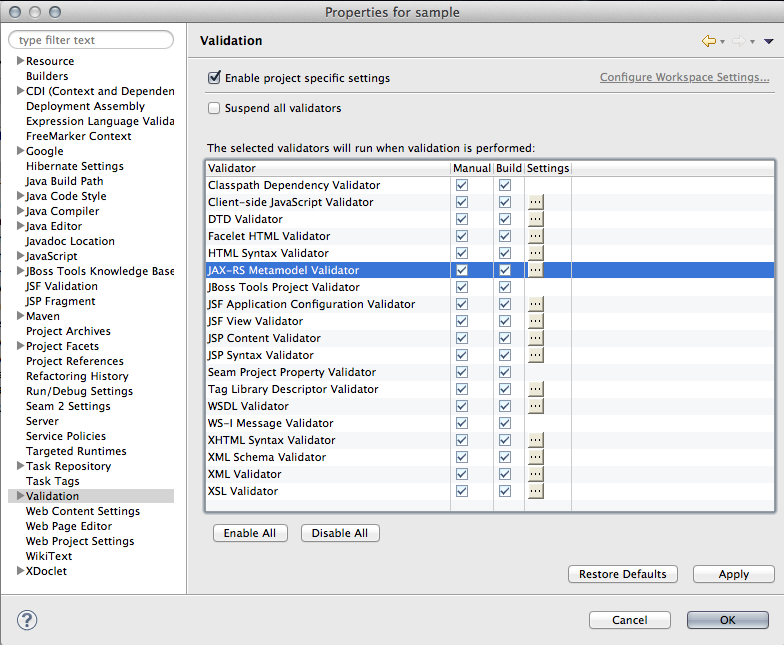 Properties for sample
type filter text
Resource
Builders
CDI (Context and Dependen
Deployment Assembly
Expression Language Valida
FreeMarker Context
Google
Hibernate Settings
Java Build Path
Java Code Style
Java Compiler
Java Editor
Javadoc Location
JavaScript
JBoss Tools Knowledge Base
JSF Validation
JSP Fragment
Maven
Project Archives
Project Facets
Project References
Refactoring History
Run/Debug Settings
Seam 2 Settings
Server
Service Policies
Targeted Runtimes
Task Repository
Task Tags
Validation
Web Content Settings
Web Page Editor
Web Project Settings
WikiText
XDoclet
Validation
Enable project specific settings
Configure Workspace Settings...
Suspend all validators
The selected validators will run when validation is performed:
Validator Manual Build Settings
Classpath Dependency Validator
Client-side JavaScript Validator ...
DTD Validator ...
Facelet HTML Validator ...
HTML Syntax Validator ...
JAX-RS Metamodel Validator ...
JBoss Tools Project Validator
JSF Application Configuration Validator ...
JSF View Validator ...
JSP Content Validator ...
JSP Syntax Validator ...
Seam Project Property Validator
Tag Library Descriptor Validator ...
WSDL Validator ...
WS-I Message Validator
XHTML Syntax Validator ...
XML Schema Validator ...
XML Validator ...
XSL Validator ...
Enable All Disable All
Restore Defaults Apply
? Cancel OK